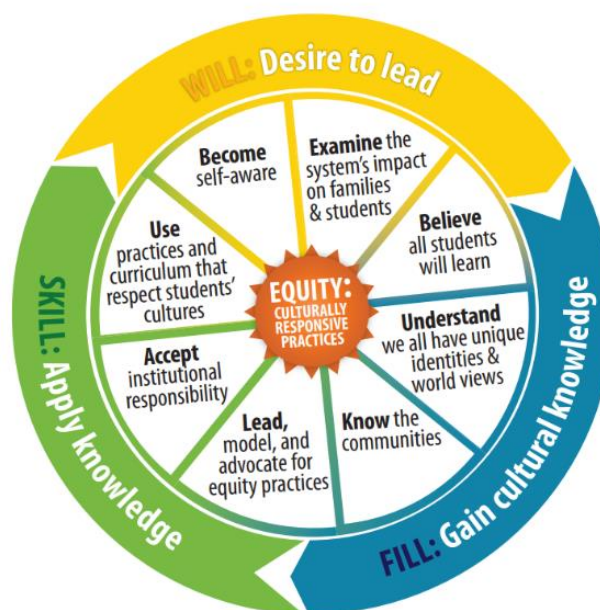 WILL: Desire to lead
Become
self-aware
Examine the
system's impact
on families
& students
Believe
all students
will learn
Understand
we all have unique
identities &
world views
Know the
communities
Lead,
model, and
advocate for
equity practices
Accept
institutional
responsibility
Use
practices and
curriculum that
respect students'
cultures
EQUITY:
CULTURALLY
RESPONSIVE
PRACTICES
FILL: Gain cultural knowledge
SKILL: Apply knowledge